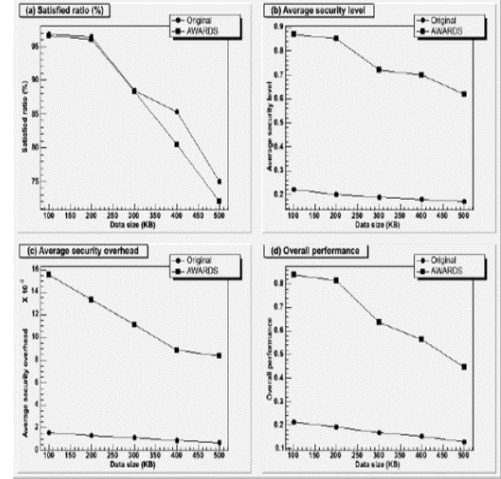 (a) Satisfied ratio (%)
Original
AWARDS
95
90
85
80
75
Satisfied ratio (%)
100 150 200 250 300 350 400 450 500
Data size (KB)
(b) Average security level
Original
AWARDS
0.9
0.8
0.7
0.6
0.5
0.4
0.3
0.2
Average security level
100 150 200 250 300 350 400 450 500
Data size (KB)
(c) Average security overhead
Original
AWARDS
X 10
16
14
12
10
8
6
4
2
0
Average security overhead
100 150 200 250 300 350 400 450 500
Data size (KB)
(d) Overall performance
Original
AWARDS
0.8
0.7
0.6
0.5
0.4
0.3
0.2
0.1
Overall performance
100 150 200 250 300 350 400 450 500
Data size (KB)